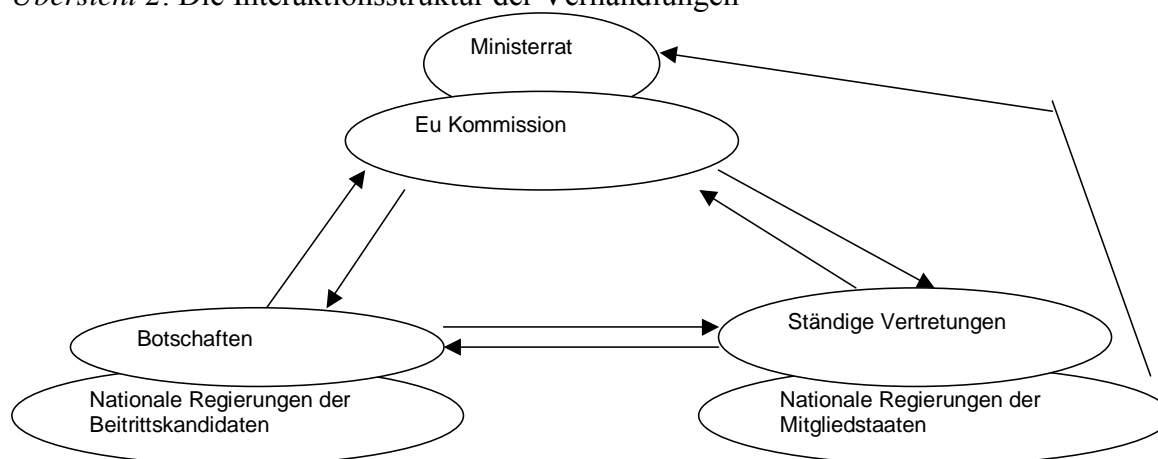 Übersicht 2: Die Interaktionsstruktur der Verhandlungen
Ministerrat
Eu Kommission
Botschaften
Ständige Vertretungen
Nationale Regierungen der
Beitrittskandidaten
Nationale Regierungen der
Mitgliedstaaten